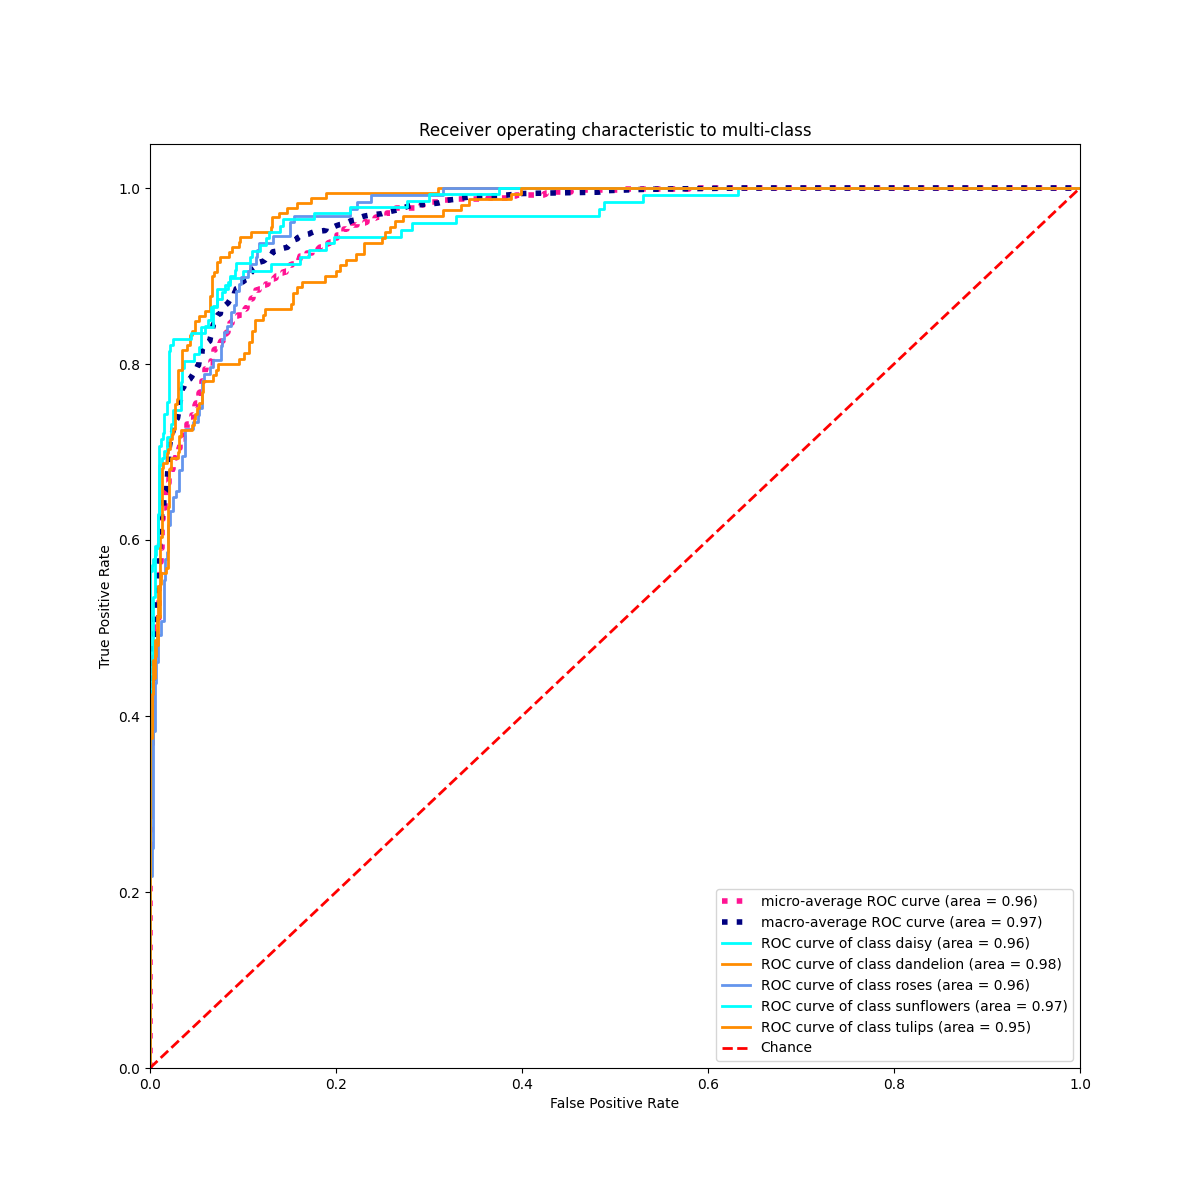 Receiver operating characteristic to multi-class
1.0
0.8
0.6
0.4
0.2
0.0
True Positive Rate
micro-average ROC curve (area = 0.96)
macro-average ROC curve (area = 0.97)
ROC curve of class daisy (area = 0.96)
ROC curve of class dandelion (area = 0.98)
ROC curve of class roses (area = 0.96)
ROC curve of class sunflowers (area = 0.97)
ROC curve of class tulips (area = 0.95)
Chance
0.0 0.2 0.4 0.6 0.8 1.0
False Positive Rate